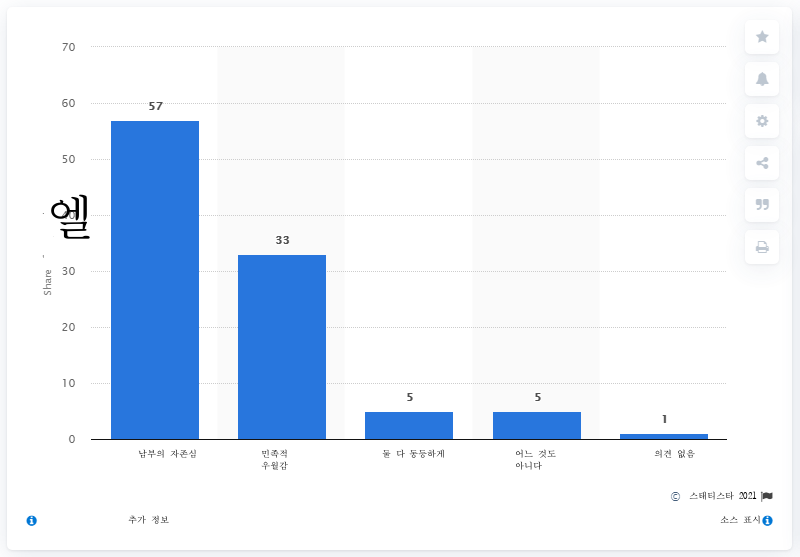 70
60
57
50
엘
40
33
Share
30
20
10
5
5
1
0
남부의 자존심
민족적
우월감
둘 다 동등하게
어느 것도
아니다
의견 없음
© 스태티스타 2021
추가 정보
소스 표시